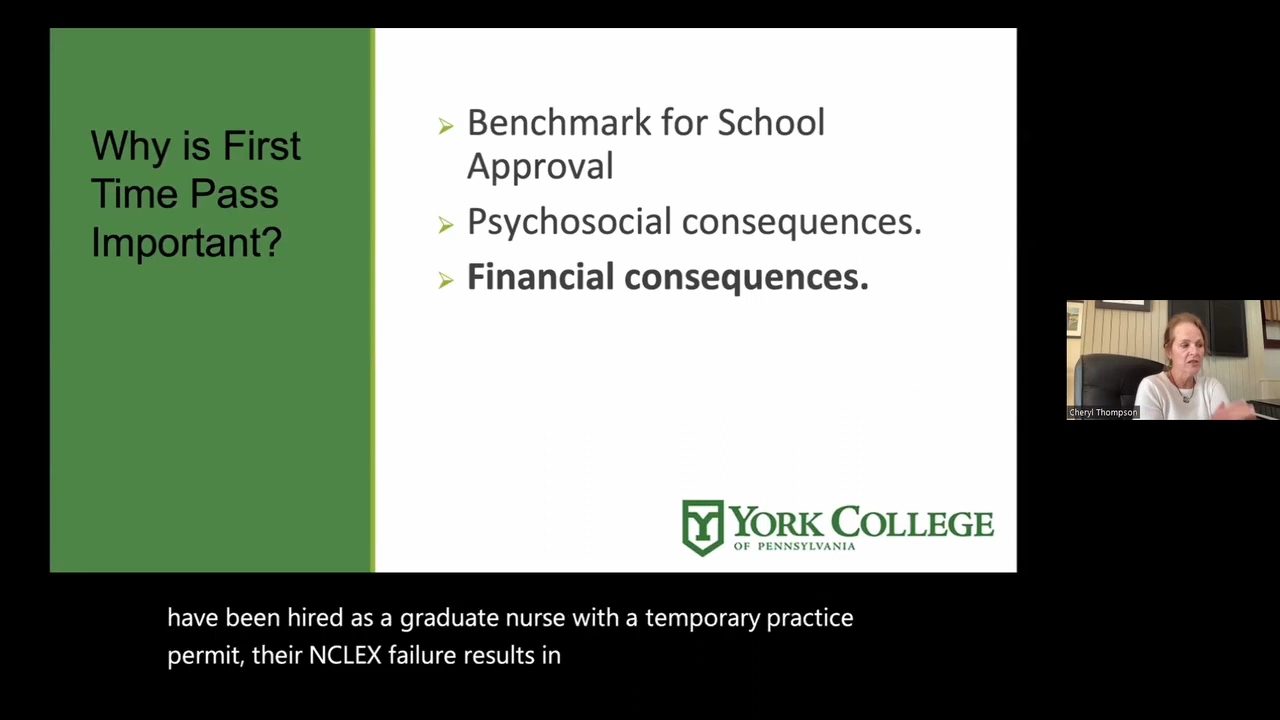 Why is First
Time Pass
Important?
Benchmark for School
Approval
Psychosocial consequences.
Financial consequences.
YORK COLLEGE
OF PENNSYLVANIA
Cheryl Thompson
have been hired as a graduate nurse with a temporary practice
permit, their NCLEX failure results in